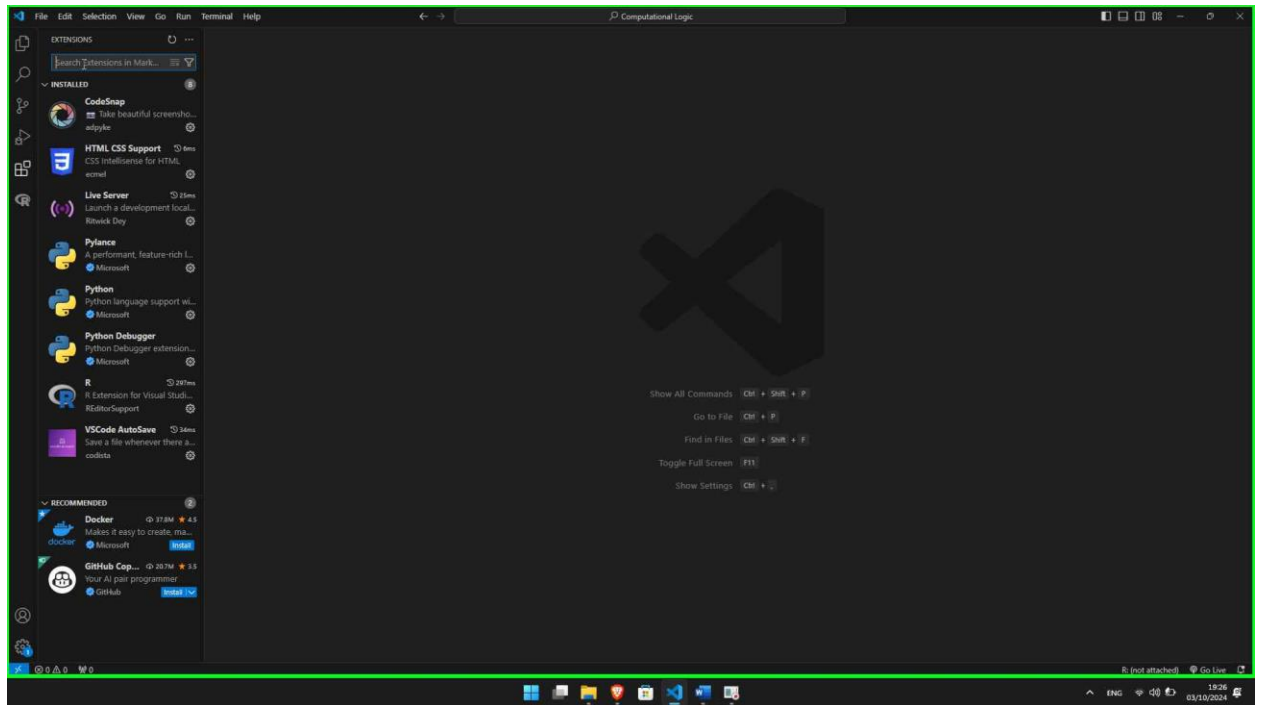 File Edit Selection View Go Run Terminal Help
Computational Logic
EXTENSIONS
Search Extensions in Mark...
INSTALLED
8
CodeSnap
Take beautiful screensho...
adpyke
HTML CSS Support 6ms
CSS Intellisense for HTML
ecmel
Live Server 21ms
Launch a development local...
Ritwick Dey
Pylance
A performant, feature-rich l...
Microsoft
Python
Python language support wi...
Microsoft
Python Debugger
Python Debugger extension...
Microsoft
R 297ms
R Extension for Visual Studi...
REditorSupport
VSCode AutoSave 34ms
Save a file whenever there a...
codista
RECOMMENDED
2
Docker 37.8M 4.5
Makes it easy to create, ma...
docker
Microsoft Install
GitHub Cop... 20.7M 3.5
Your AI pair programmer
GitHub Install
Show All Commands Ctrl + Shift + P
Go to File Ctrl + P
Find in Files Ctrl + Shift + F
Toggle Full Screen F11
Show Settings Ctrl + ,
0 0 0
R: (not attached) Go Live
ENG
19:26
03/10/2024